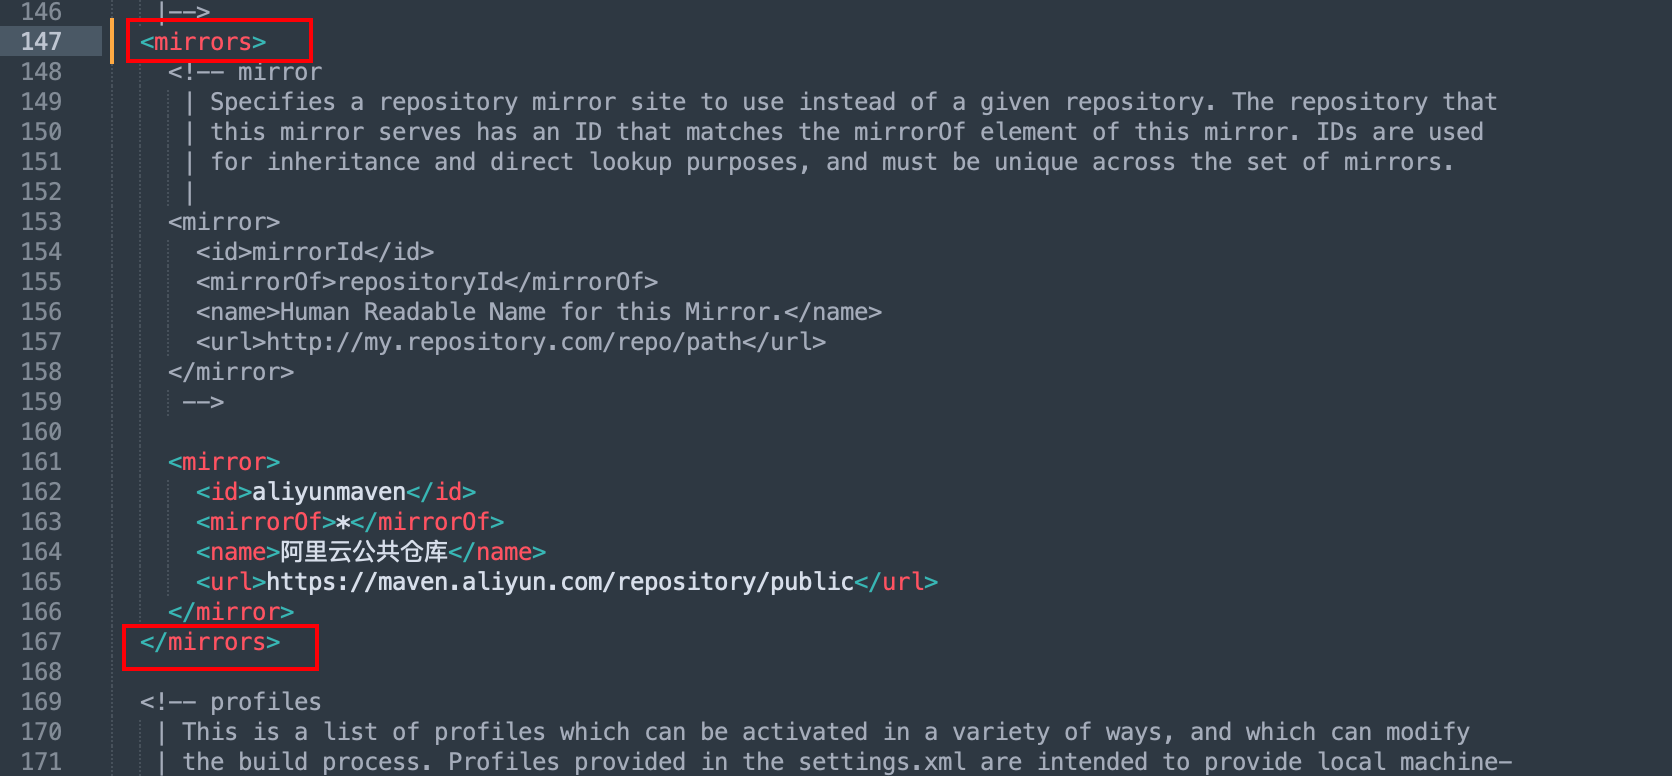 146 |-->
147 <mirrors>
148 <!-- mirror
149 | Specifies a repository mirror site to use instead of a given repository. The repository that
150 | this mirror serves has an ID that matches the mirrorOf element of this mirror. IDs are used
151 | for inheritance and direct lookup purposes, and must be unique across the set of mirrors.
152 |
153 <mirror>
154 <id>mirrorId</id>
155 <mirrorOf>repositoryId</mirrorOf>
156 <name>Human Readable Name for this Mirror.</name>
157 <url>http://my.repository.com/repo/path</url>
158 </mirror>
159 -->
160
161 <mirror>
162 <id>aliyunmaven</id>
163 <mirrorOf>*</mirrorOf>
164 <name>阿里云公共仓库</name>
165 <url>https://maven.aliyun.com/repository/public</url>
166 </mirror>
167 </mirrors>
168
169 <!-- profiles
170 | This is a list of profiles which can be activated in a variety of ways, and which can modify
171 | the build process. Profiles provided in the settings.xml are intended to provide local machine-